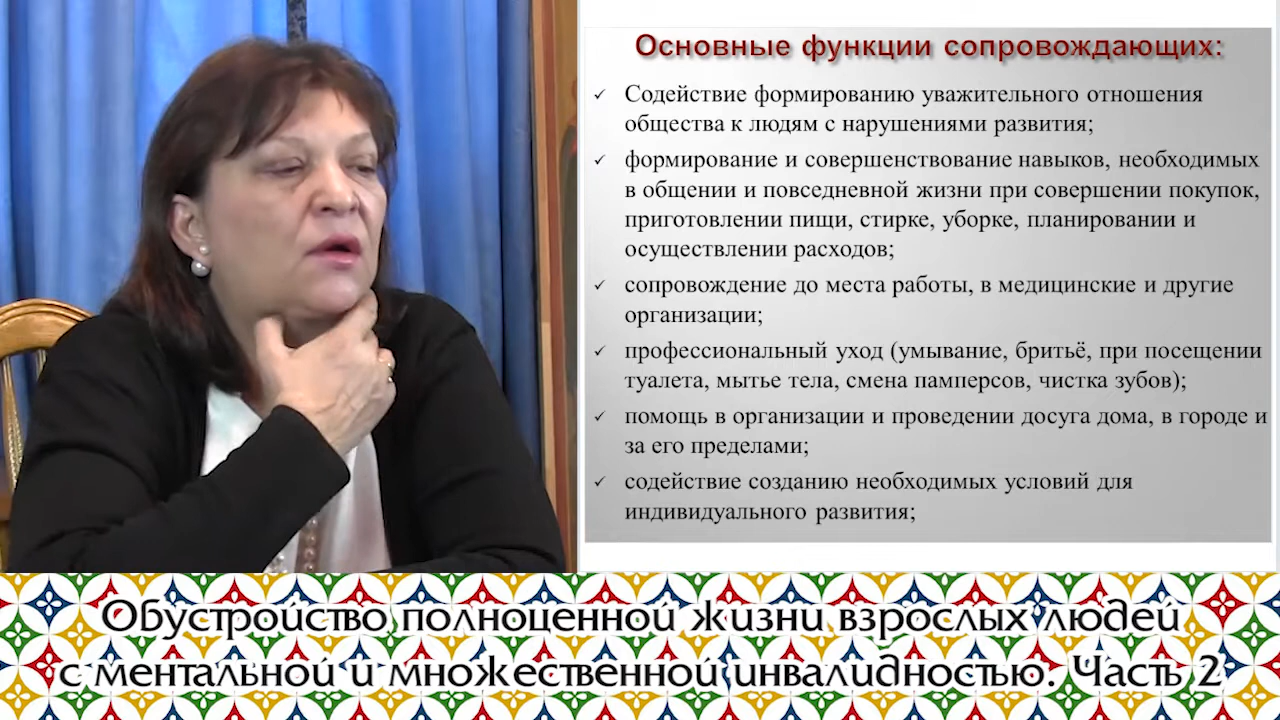 Основные функции сопровождающих:
Содействие формированию уважительного отношения
общества к людям с нарушениями развития;
формирование и совершенствование навыков, необходимых
в общении и повседневной жизни при совершении покупок,
приготовлении пищи, стирке, уборке, планировании и
осуществлении расходов;
сопровождение до места работы, в медицинские и другие
организации;
профессиональный уход (умывание, бритьё, при посещении
туалета, мытье тела, смена памперсов, чистка зубов);
помощь в организации и проведении досуга дома, в городе и
за его пределами;
содействие созданию необходимых условий для
индивидуального развития;
Обустройство полноценной жизни взрослых людей
с ментальной и множественной инвалидностью. Часть 2